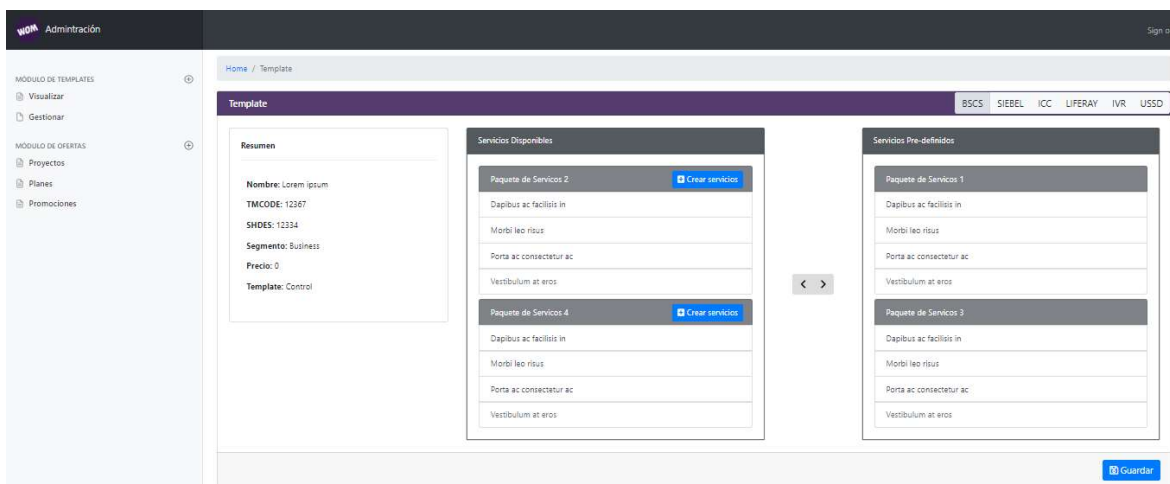 WOM Admintración
Sign o
MÓDULO DE TEMPLATES
Visualizar
Gestionar
MÓDULO DE OFERTAS
Proyectos
Planes
Promociones
Home / Template
Template
BSCS SIEBEL ICC LIFERAY IVR USSD
Resumen
Nombre: Lorem ipsum
TMCODE: 12367
SHDES: 12334
Segmento: Business
Precio: 0
Template: Control
Servicios Disponibles
Paquete de Servicos 2 Crear servicios
Dapibus ac facilisis in
Morbi leo risus
Porta ac consectetur ac
Vestibulum at eros
Paquete de Servicos 4 Crear servicios
Dapibus ac facilisis in
Morbi leo risus
Porta ac consectetur ac
Vestibulum at eros
Servicios Pre-definidos
Paquete de Servicos 1
Dapibus ac facilisis in
Morbi leo risus
Porta ac consectetur ac
Vestibulum at eros
Paquete de Servicos 3
Dapibus ac facilisis in
Morbi leo risus
Porta ac consectetur ac
Vestibulum at eros
Guardar